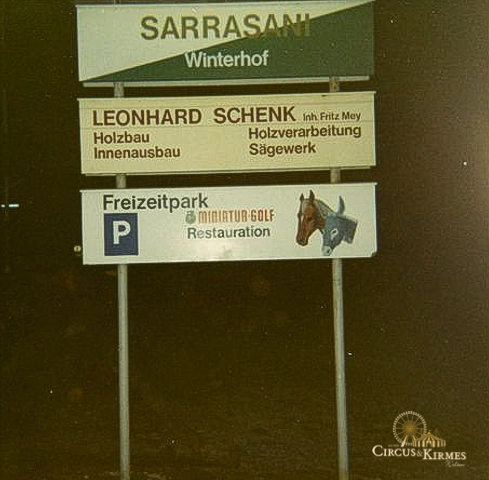 SARRASANI
Winterhof
LEONHARD SCHENK Inh. Fritz Mey
Holzbau Holzverarbeitung
Innenausbau Sägewerk
Freizeitpark
P MINIATUR-GOLF
Restauration
CIRCUS & KIRMES